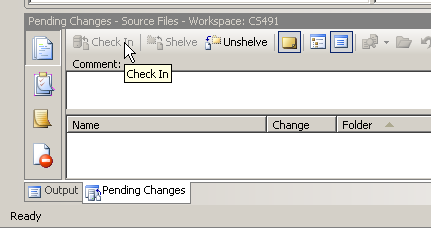 Pending Changes - Source Files - Workspace: CS491
Check In Shelve Unshelve
Comment:
Check In
Name Change Folder
Output Pending Changes
Ready